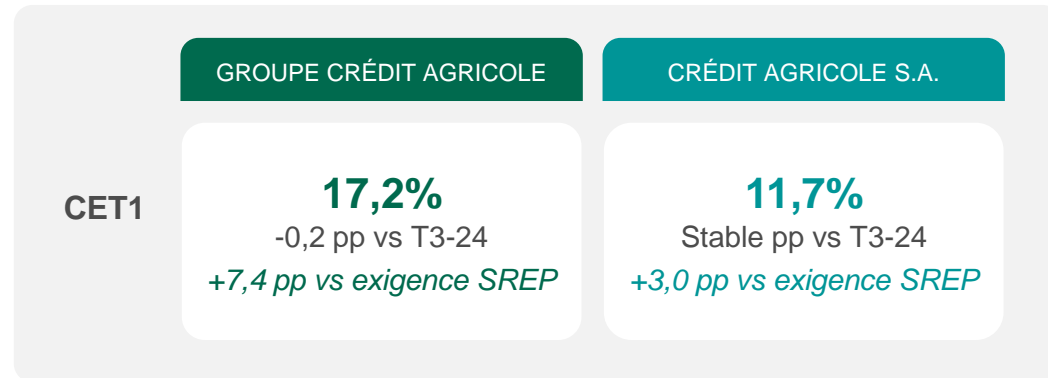 GROUPE CRÉDIT AGRICOLE
CRÉDIT AGRICOLE S.A.
CET1
17,2%
-0,2 pp vs T3-24
+7,4 pp vs exigence SREP
11,7%
Stable pp vs T3-24
+3,0 pp vs exigence SREP